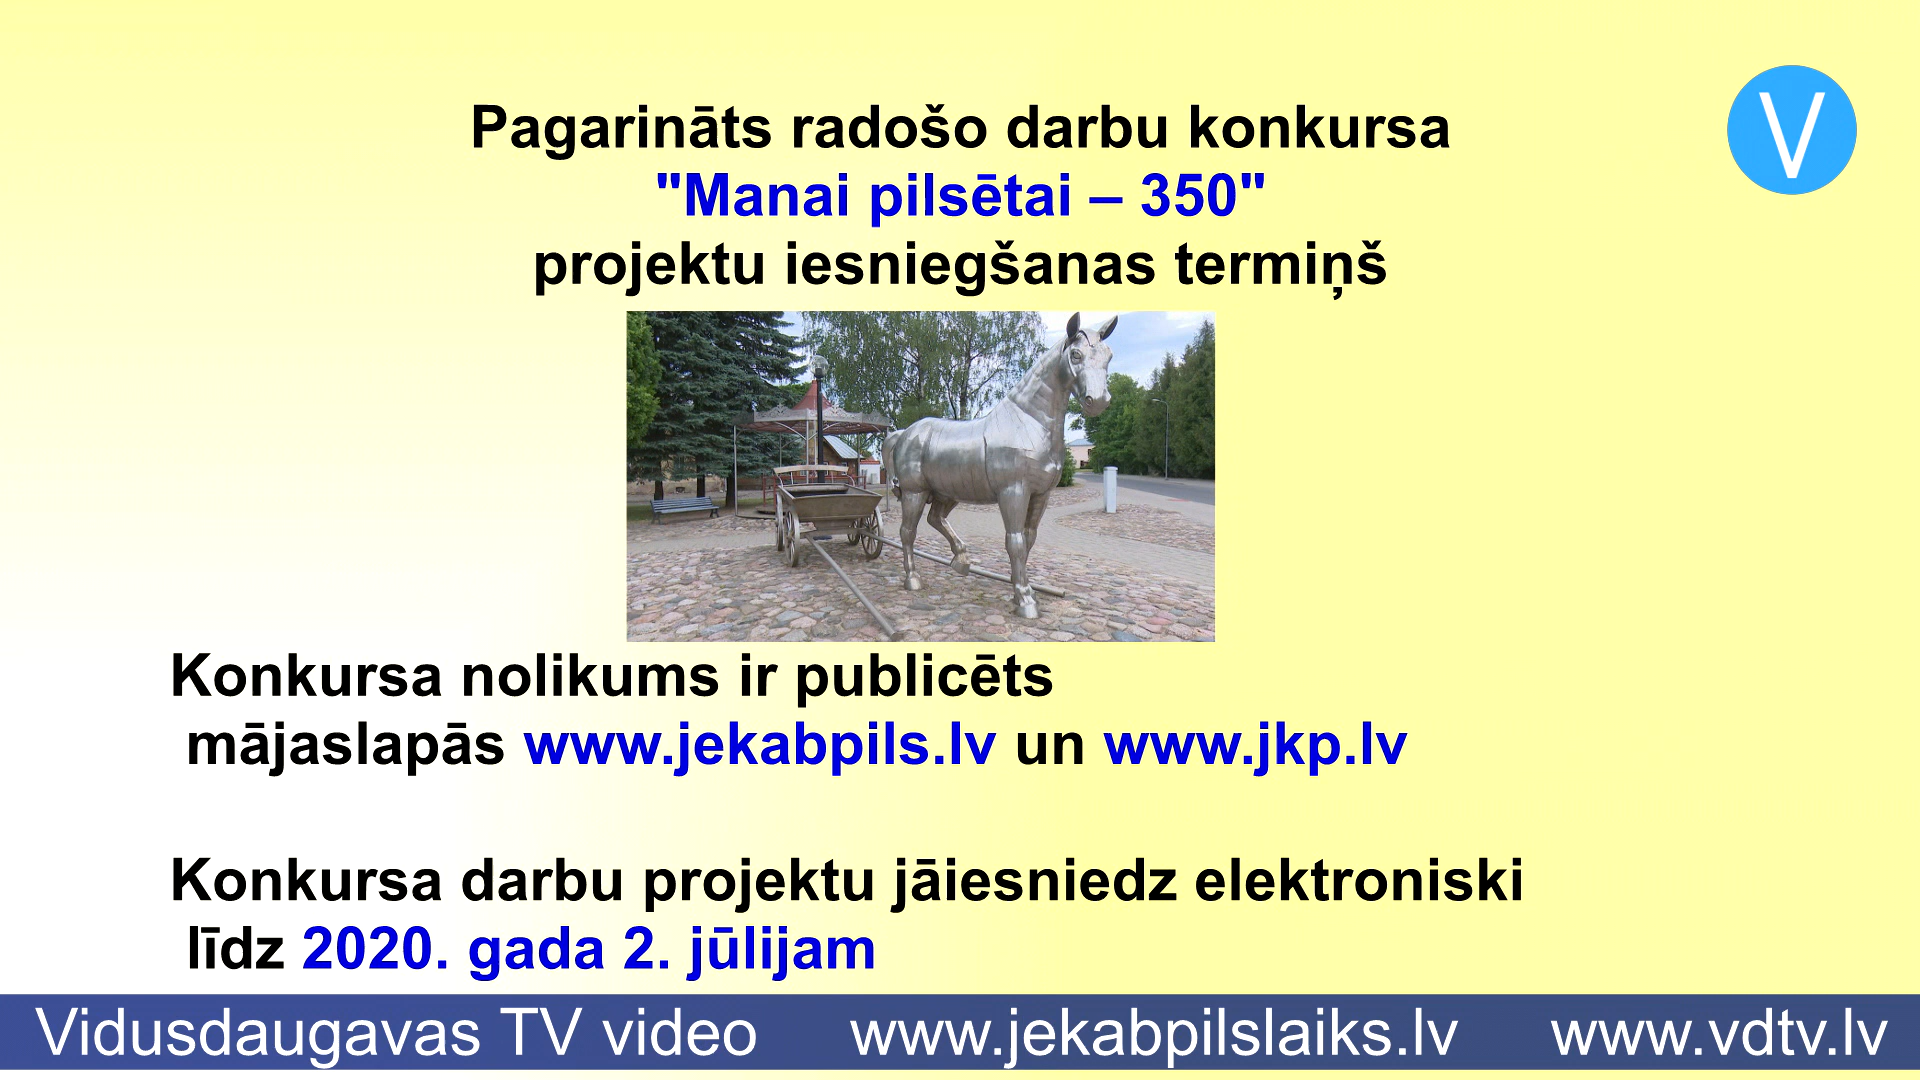 Pagarināts radošo darbu konkursa
"Manai pilsētai – 350"
projektu iesniegšanas termiņš
V
Konkursa nolikums ir publicēts
mājaslapās www.jekabpils.lv un www.jkp.lv
Konkursa darbu projektu jāiesniedz elektroniski
līdz 2020. gada 2. jūlijam
Vidusdaugavas TV video www.jekabpilslaiks.lv www.vdtv.lv